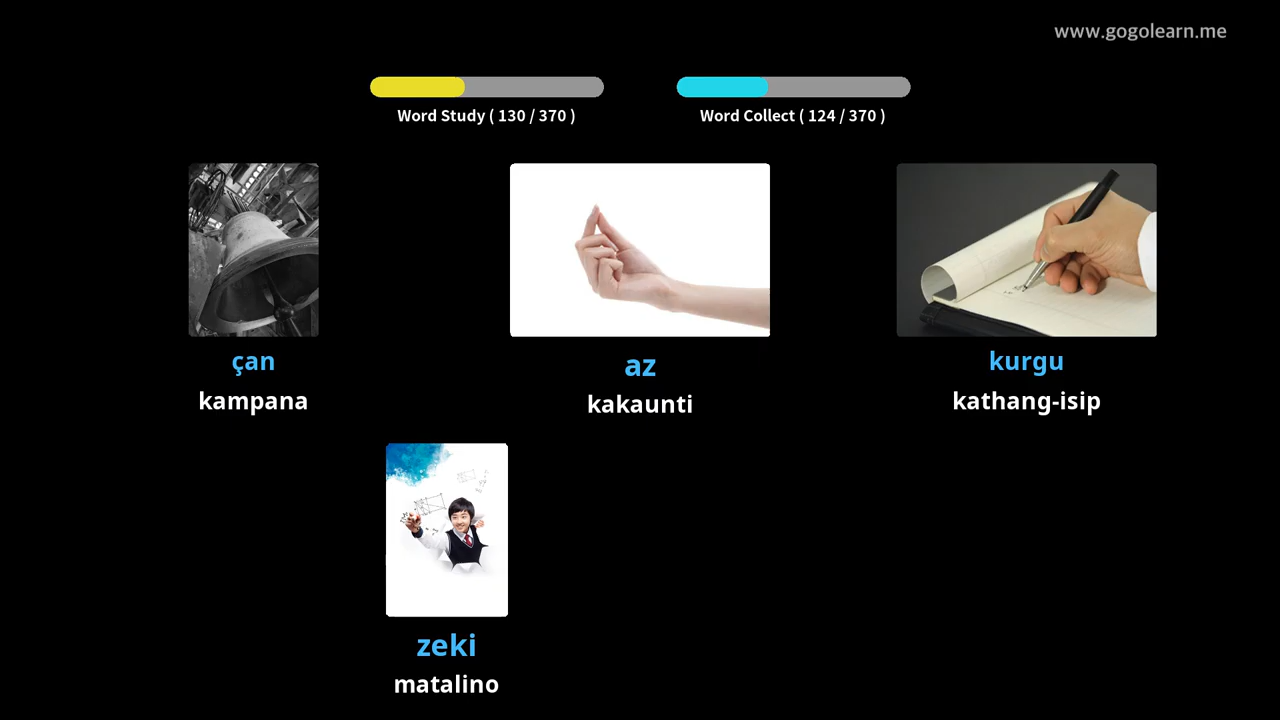 www.gogolearn.me
Word Study ( 130 / 370 )
Word Collect ( 124 / 370 )
çan
kampana
az
kakaunti
kurgu
kathang-isip
zeki
matalino